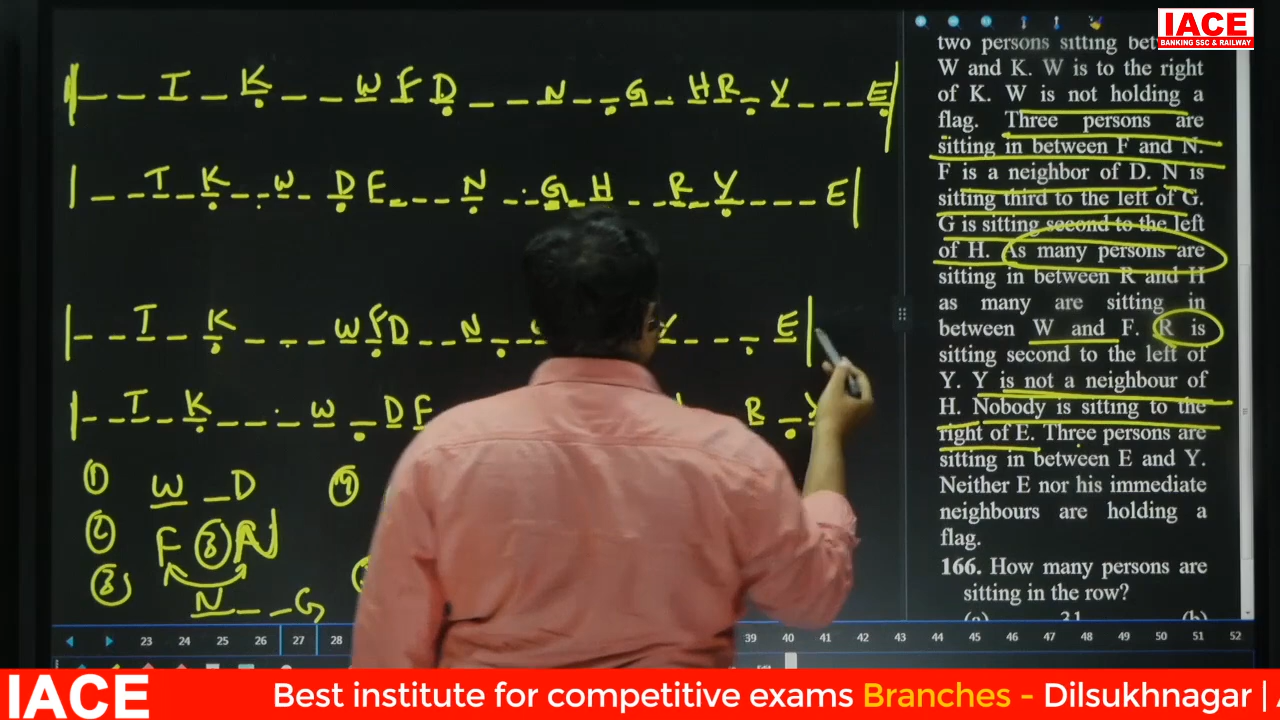 IACE
BANKING SSC & RAILWAY
two persons sitting
W and K. W is to the right
of K. W is not holding a
flag. Three persons are
sitting in between F and N.
F is a neighbor of D. N is
sitting third to the left of G.
G is sitting second to the left
of H. As many persons are
sitting in between R and H
as many are sitting in
between W and F. R is
sitting second to the left of
Y. Y is not a neighbour of
H. Nobody is sitting to the
right of E. Three persons are
sitting in between E and Y.
Neither E nor his immediate
neighbours are holding a
flag.
166. How many persons are
sitting in the row?
(a) 31 (b)
T K W F D N G H R Y E
T K W D F N G H R Y E
T K W F D N E
T K W D F R
1 W _ D
2 F 3 N
3 N _ _ G
4
23 24 25 26 27 28 39 40 41 42 43 44 45 46 47 48 49 50 51 52
IACE Best institute for competitive exams Branches - Dilsukhnagar |